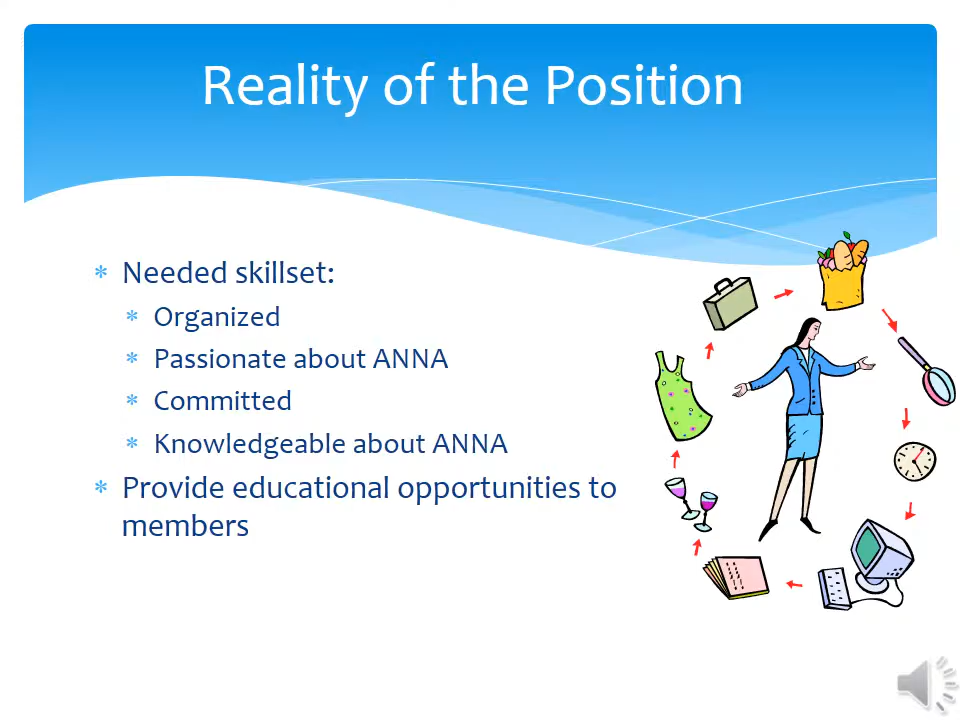 Reality of the Position
* Needed skillset:
* Organized
* Passionate about ANNA
* Committed
* Knowledgeable about ANNA
* Provide educational opportunities to
members